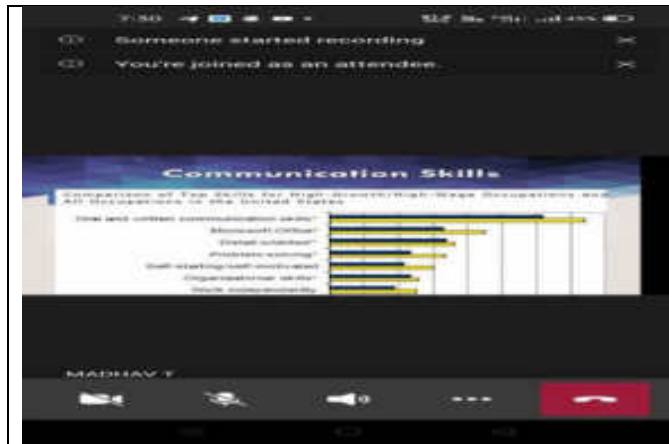 7:30
Someone started recording
You're joined as an attendee.
Communication Skills
Comparison of Top Skills for High-Growth/High-Wage Occupations and
All Occupations in the United States
Oral and written communication skills*
Microsoft Office*
Detail oriented*
Problem solving*
Self-starting/self-motivated
Organizational skills*
Work independently
MADHAV T